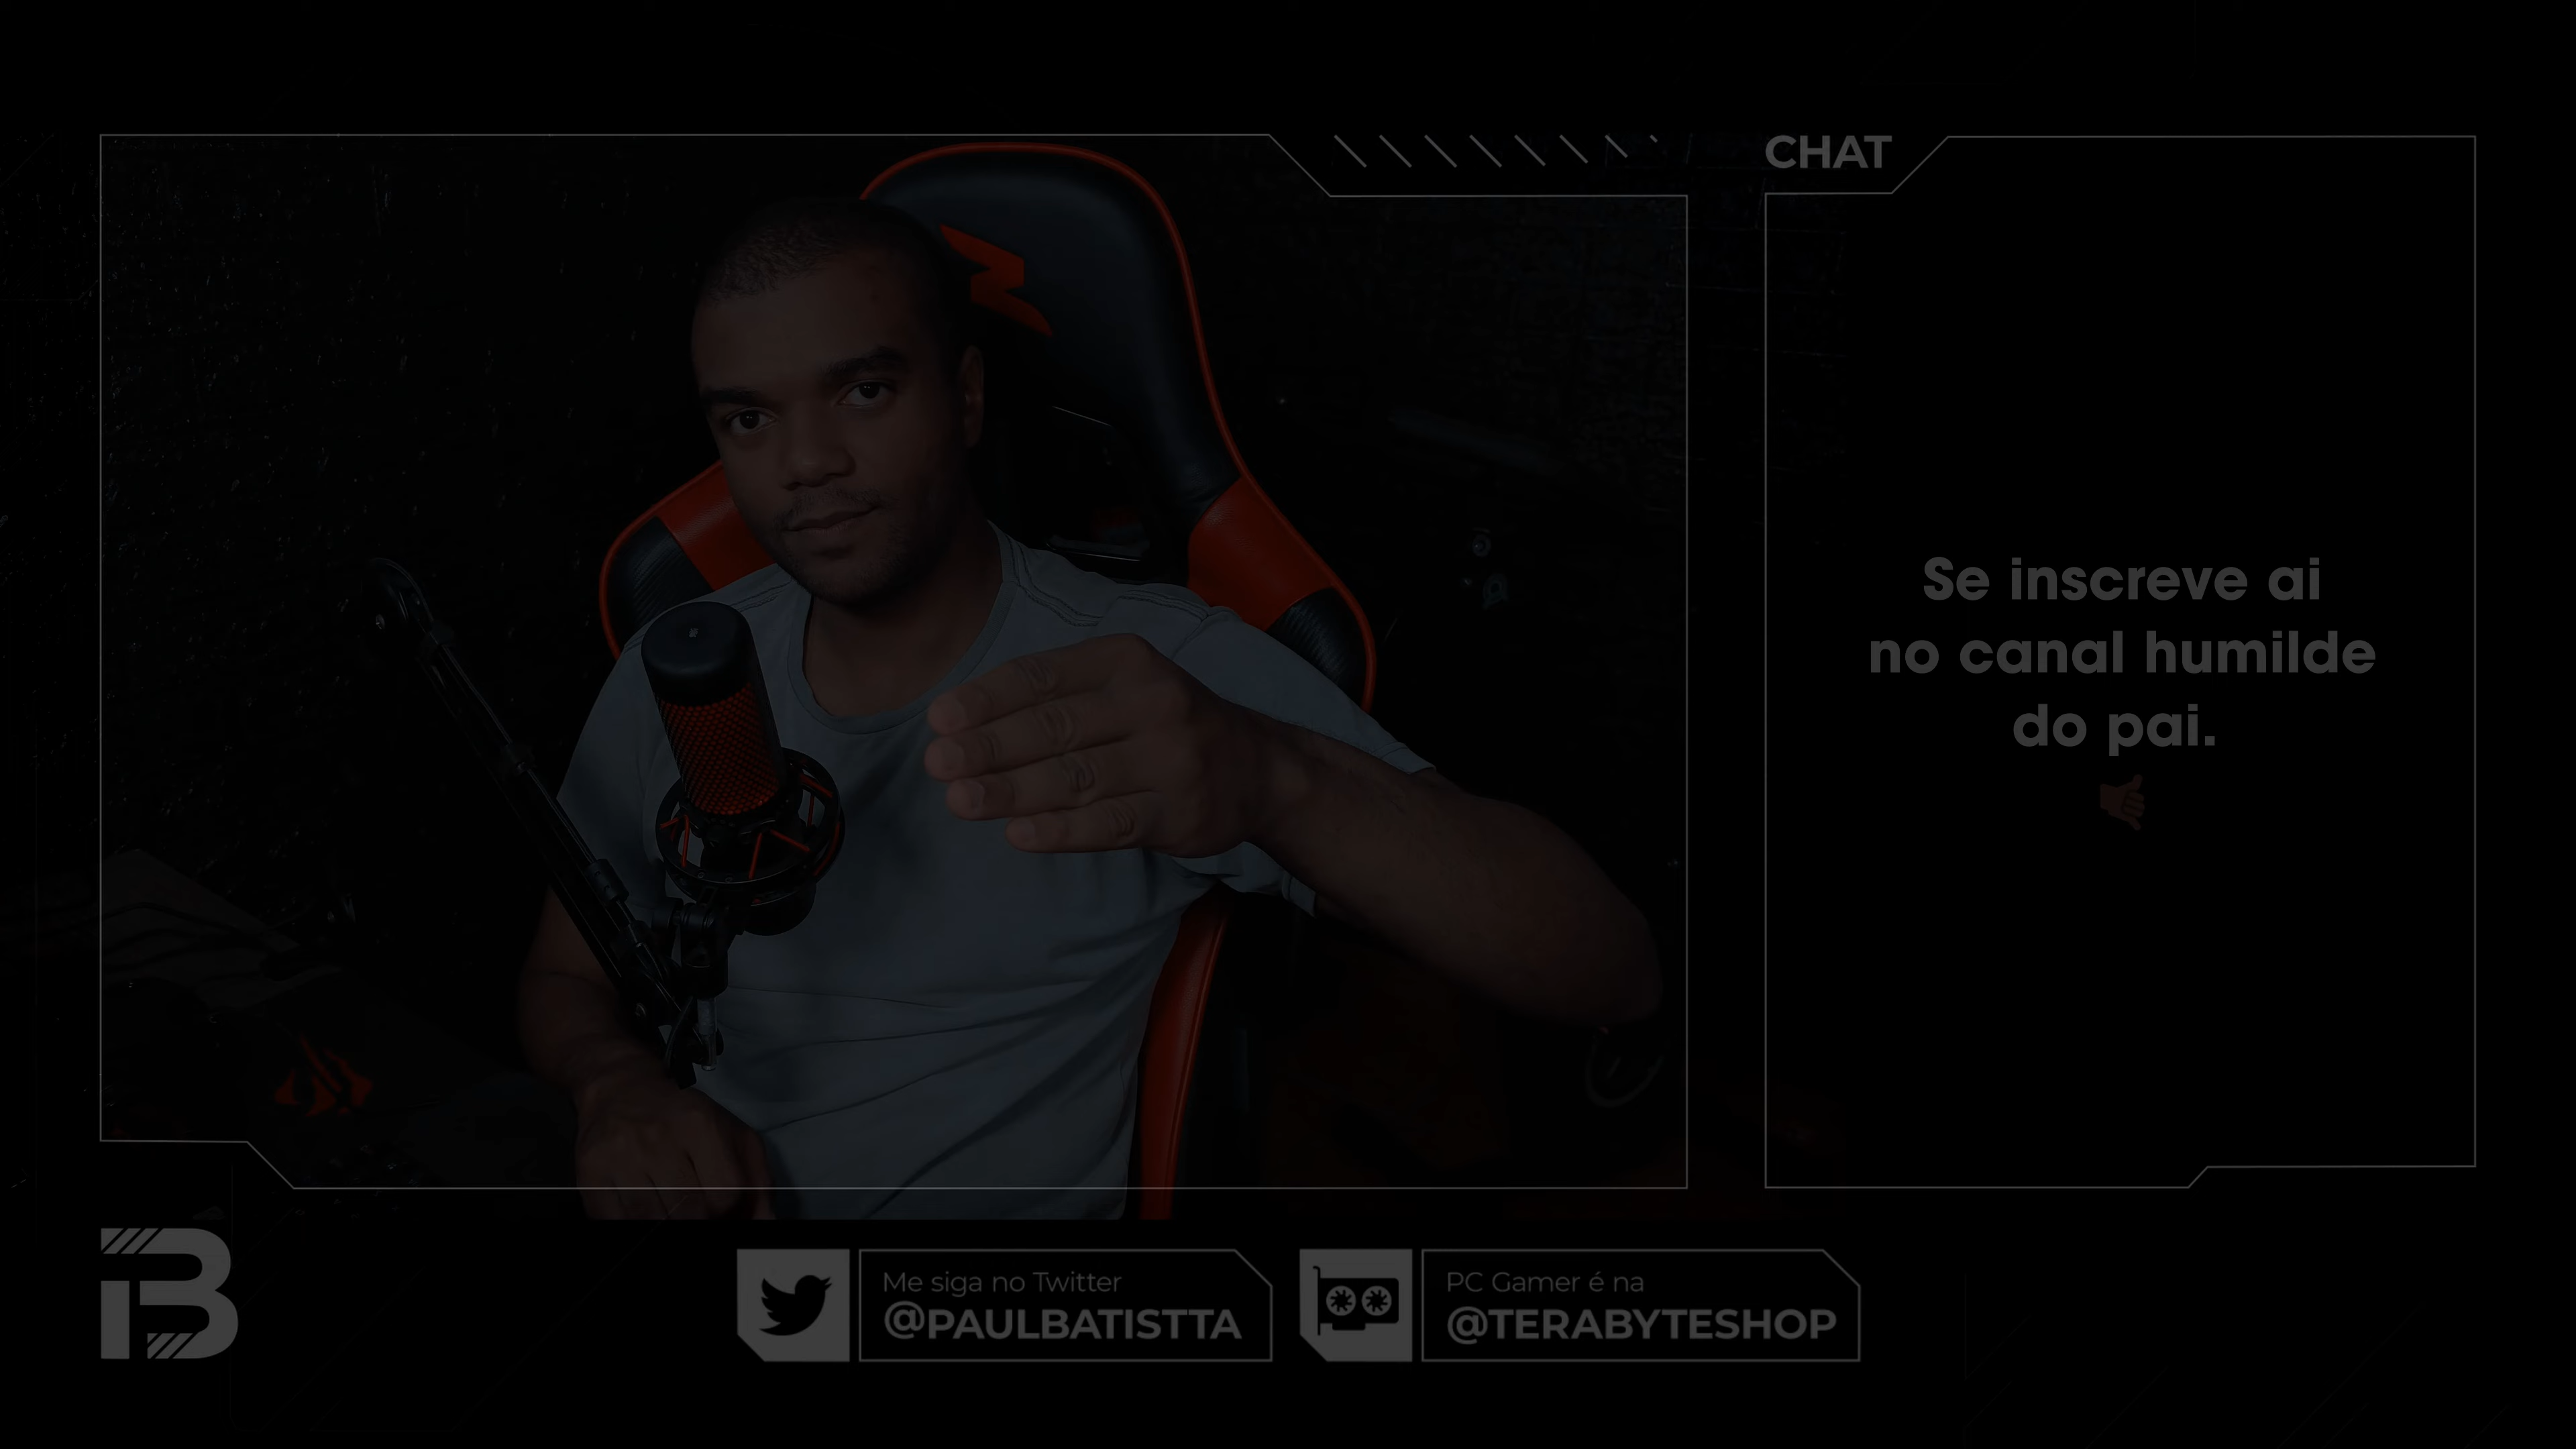 CHAT
Se inscreve ai
no canal humilde
do pai.
Me siga no Twitter
@PAULBATISTTA
PC Gamer é na
@TERABYTESHOP